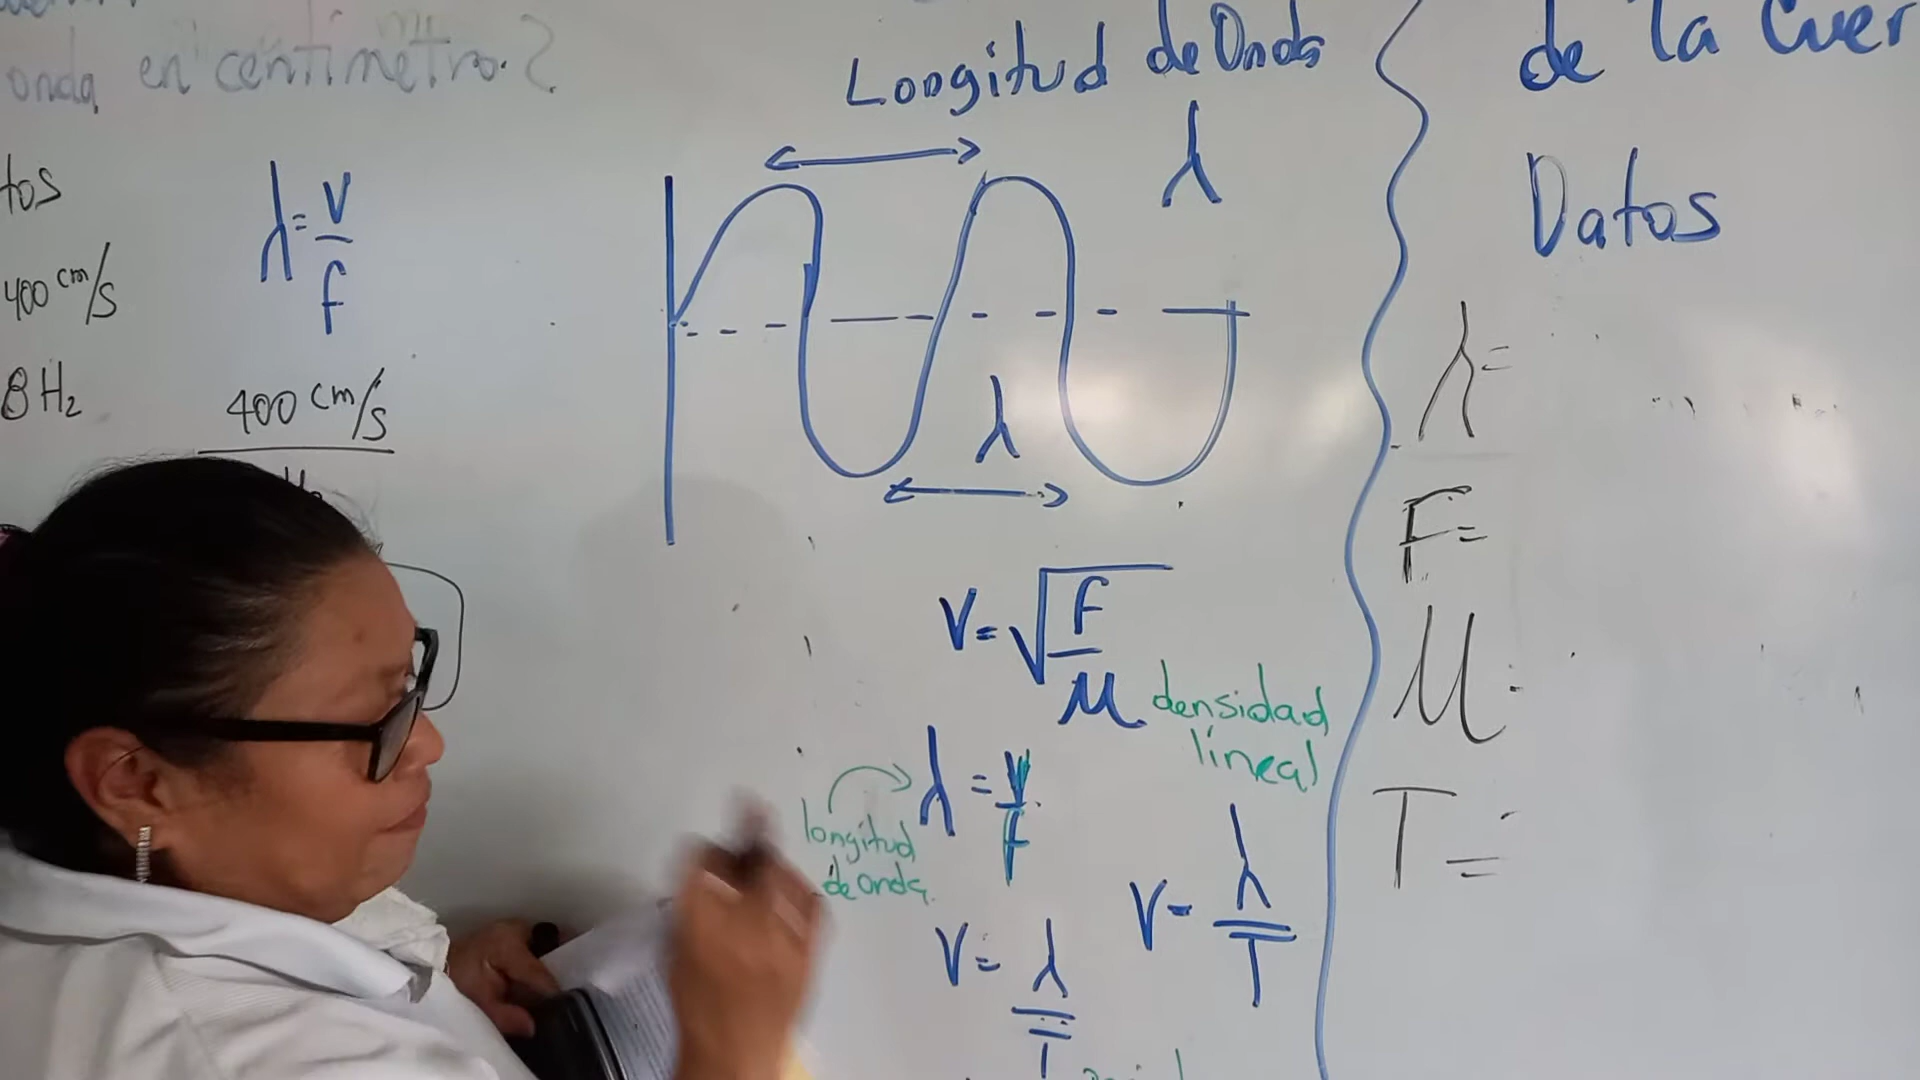 onda en centímetro?
tos
400 cm/s
8 Hz
λ = v/f
400 cm/s
Longitud de Onda
λ
λ
V = √F/μ
densidad lineal
longitud de Onda
λ = v/f
V = λ/T
V = λ/T
de la Cuer
Datos
λ=
F=
μ=
T=